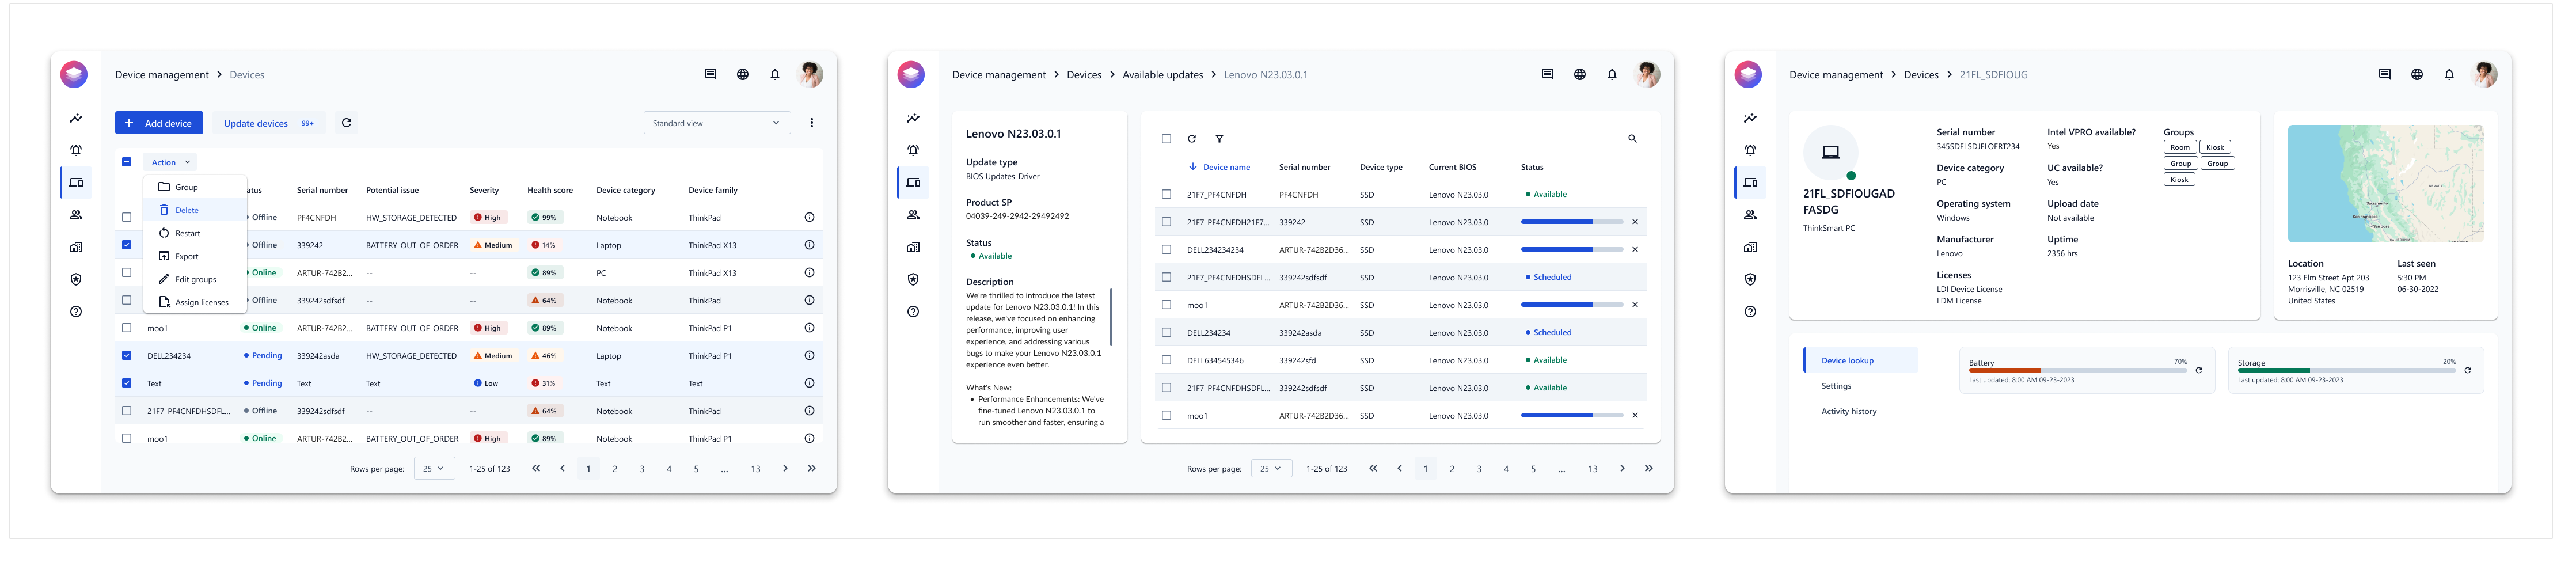 Device management > Devices
+ Add device
Update devices 99+
Standard view
Action
Group
Delete
Restart
Export
Edit groups
Assign licenses
atus Serial number Potential issue Severity Health score Device category Device family
Offline PF4CNFDH HW_STORAGE_DETECTED High 99% Notebook ThinkPad
Offline 339242 BATTERY_OUT_OF_ORDER Medium 14% Laptop ThinkPad X13
Online ARTUR-742B2... -- -- 89% PC ThinkPad X13
Offline 339242sdfsdf -- -- 64% Notebook ThinkPad
moo1 Online ARTUR-742B2... BATTERY_OUT_OF_ORDER High 89% Notebook ThinkPad P1
DELL234234 Pending 339242asda HW_STORAGE_DETECTED Medium 46% Laptop ThinkPad P1
Text Pending Text Text Low 31% Text Text
21F7_PF4CNFDHSDFL... Offline 339242sdfsdf -- -- 64% Notebook ThinkPad
moo1 Online ARTUR-742B2... BATTERY_OUT_OF_ORDER High 89% Notebook ThinkPad P1
Rows per page: 25 1-25 of 123 1 2 3 4 5 ... 13
Device management > Devices > Available updates > Lenovo N23.03.0.1
Lenovo N23.03.0.1
Update type
BIOS Updates_Driver
Product SP
04039-249-2942-29492492
Status
Available
Description
We're thrilled to introduce the latest
update for Lenovo N23.03.0.1! In this
release, we've focused on enhancing
performance, improving user
experience, and addressing various
bugs to make your Lenovo N23.03.0.1
experience even better.
What's New:
• Performance Enhancements: We've
fine-tuned Lenovo N23.03.0.1 to
run smoother and faster, ensuring a
Device name Serial number Device type Current BIOS Status
21F7_PF4CNFDH PF4CNFDH SSD Lenovo N23.03.0 Available
21F7_PF4CNFDH21F7... 339242 SSD Lenovo N23.03.0
DELL234234234 ARTUR-742B2D36... SSD Lenovo N23.03.0
21F7_PF4CNFDHSDFL... 339242sdfsdf SSD Lenovo N23.03.0 Scheduled
moo1 ARTUR-742B2D36... SSD Lenovo N23.03.0
DELL234234 339242asda SSD Lenovo N23.03.0 Scheduled
DELL634545346 339242sfd SSD Lenovo N23.03.0 Available
21F7_PF4CNFDHSDFL... 339242sdfsdf SSD Lenovo N23.03.0 Available
moo1 ARTUR-742B2D36... SSD Lenovo N23.03.0
Rows per page: 25 1-25 of 123 1 2 3 4 5 ... 13
Device management > Devices > 21FL_SDFIOUG
21FL_SDFIOUGAD
FASDG
ThinkSmart PC
Serial number
34SSDFLSDJFLOERT234
Device category
PC
Operating system
Windows
Manufacturer
Lenovo
Licenses
LDI Device License
LDM License
Intel VPRO available?
Yes
UC available?
Yes
Upload date
Not available
Uptime
2356 hrs
Groups
Room Kiosk
Group Group
Kiosk
NEVADA
Sacramento
San Francisco
San Jose
Location
123 Elm Street Apt 203
Morrisville, NC 02519
United States
Last seen
5:30 PM
06-30-2022
Device lookup
Settings
Activity history
Battery 70%
Last updated: 8:00 AM 09-23-2023
Storage 20%
Last updated: 8:00 AM 09-23-2023